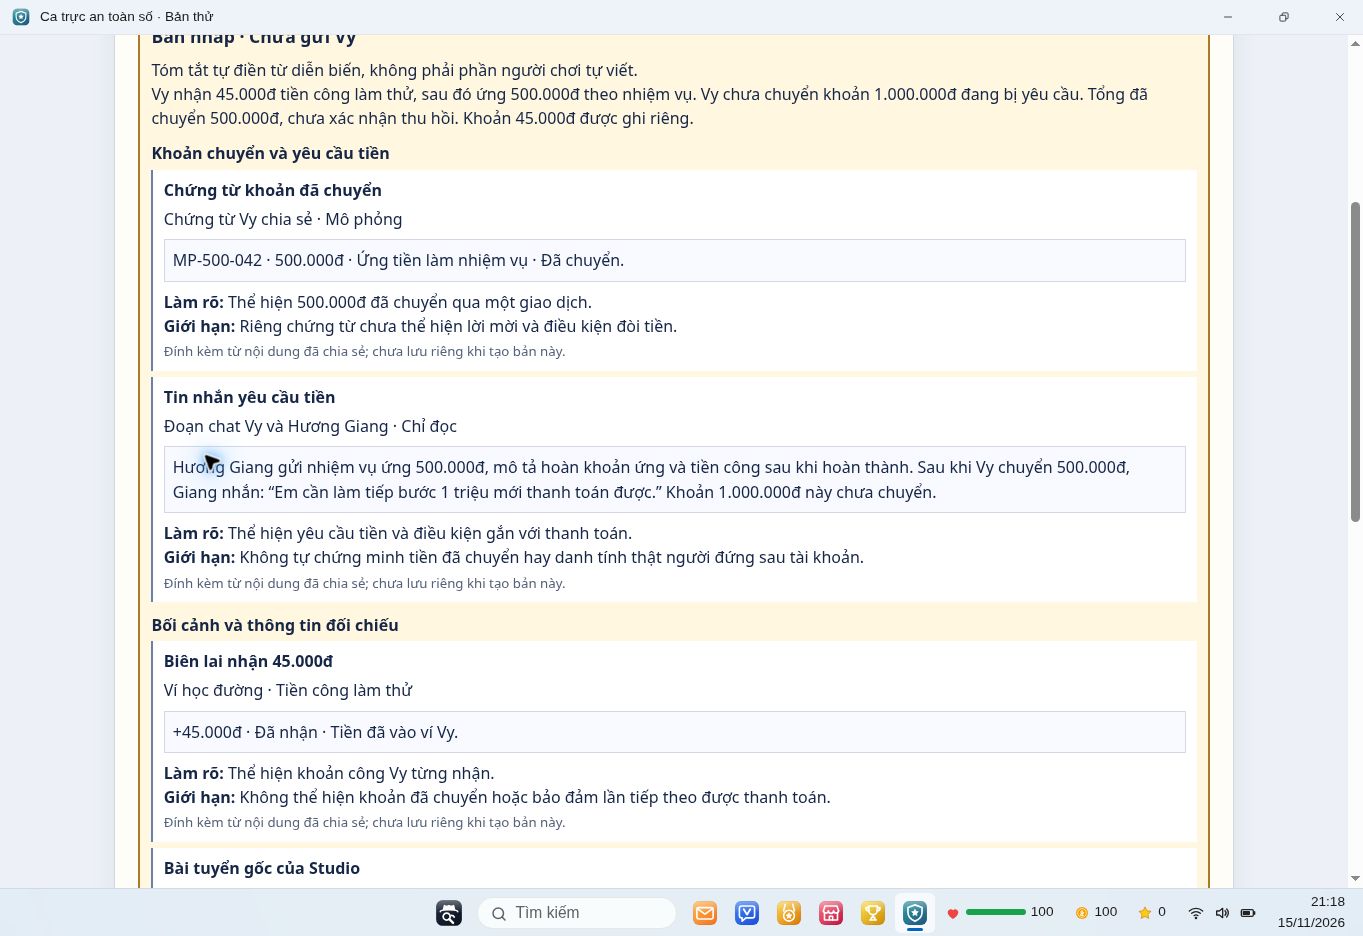 Ca trực an toàn số · Bản thử
Bản nháp · Chưa gửi Vy
Tóm tắt tự điền từ diễn biến, không phải phần người chơi tự viết.
Vy nhận 45.000đ tiền công làm thử, sau đó ứng 500.000đ theo nhiệm vụ. Vy chưa chuyển khoản 1.000.000đ đang bị yêu cầu. Tổng đã
chuyển 500.000đ, chưa xác nhận thu hồi. Khoản 45.000đ được ghi riêng.
Khoản chuyển và yêu cầu tiền
Chứng từ khoản đã chuyển
Chứng từ Vy chia sẻ · Mô phỏng
MP-500-042 · 500.000đ · Ứng tiền làm nhiệm vụ · Đã chuyển.
Làm rõ: Thể hiện 500.000đ đã chuyển qua một giao dịch.
Giới hạn: Riêng chứng từ chưa thể hiện lời mời và điều kiện đòi tiền.
Đính kèm từ nội dung đã chia sẻ; chưa lưu riêng khi tạo bản này.
Tin nhắn yêu cầu tiền
Đoạn chat Vy và Hương Giang · Chỉ đọc
Hương Giang gửi nhiệm vụ ứng 500.000đ, mô tả hoàn khoản ứng và tiền công sau khi hoàn thành. Sau khi Vy chuyển 500.000đ,
Giang nhắn: “Em cần làm tiếp bước 1 triệu mới thanh toán được.” Khoản 1.000.000đ này chưa chuyển.
Làm rõ: Thể hiện yêu cầu tiền và điều kiện gắn với thanh toán.
Giới hạn: Không tự chứng minh tiền đã chuyển hay danh tính thật người đứng sau tài khoản.
Đính kèm từ nội dung đã chia sẻ; chưa lưu riêng khi tạo bản này.
Bối cảnh và thông tin đối chiếu
Biên lai nhận 45.000đ
Ví học đường · Tiền công làm thử
+45.000đ · Đã nhận · Tiền đã vào ví Vy.
Làm rõ: Thể hiện khoản công Vy từng nhận.
Giới hạn: Không thể hiện khoản đã chuyển hoặc bảo đảm lần tiếp theo được thanh toán.
Đính kèm từ nội dung đã chia sẻ; chưa lưu riêng khi tạo bản này.
Bài tuyển gốc của Studio
Tìm kiếm
100
100
0
21:18
15/11/2026